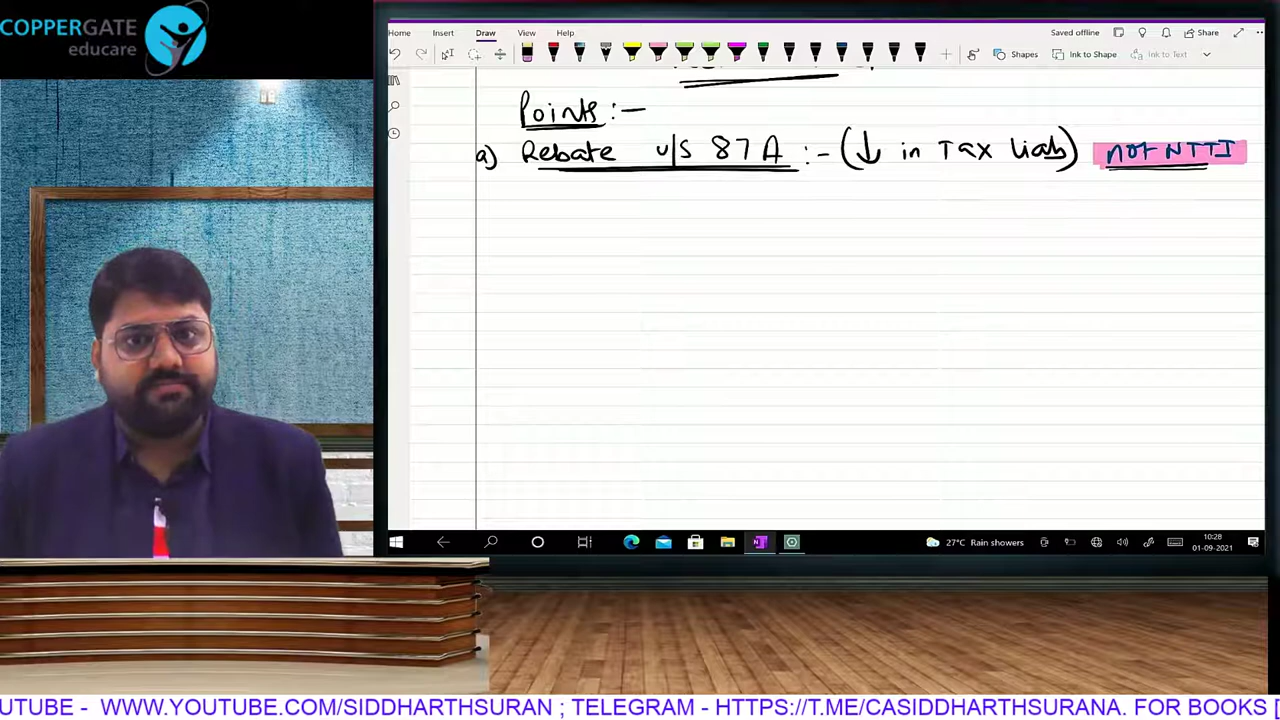 COPPERGATE
educare
Home Insert Draw View Help
Saved offline
Share
Shapes
Ink to Shape
Ink to Text
Points :-
a) Rebate u/s 87A :- (↓ in Tax Liab) not NTTI
27°C Rain showers
10:28
01-09-2021
UTUBE - WWW.YOUTUBE.COM/SIDDHARTHSURAN ; TELEGRAM - HTTPS://T.ME/CASIDDHARTHSURANA. FOR BOOKS [